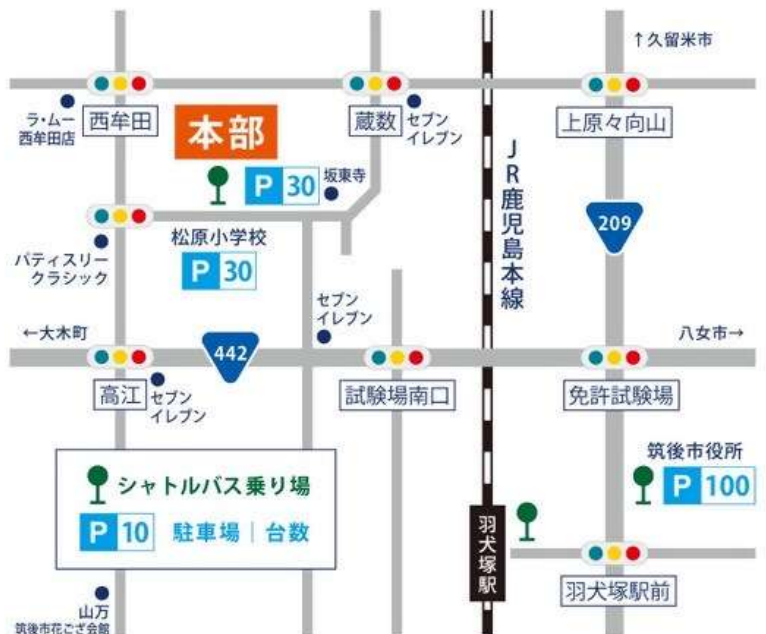 ↑久留米市
ラ・ムー
西牟田店
西牟田
本部
蔵数
セブン
イレブン
上原々向山
P 30
坂東寺
JR鹿児島本線
209
松原小学校
P 30
パティスリー
クラシック
セブン
イレブン
←大木町
442
八女市→
高江
セブン
イレブン
試験場南口
免許試験場
筑後市役所
P 100
シャトルバス乗り場
P 10 駐車場｜台数
羽犬塚駅
羽犬塚駅前
山万
筑後市花ござ会館